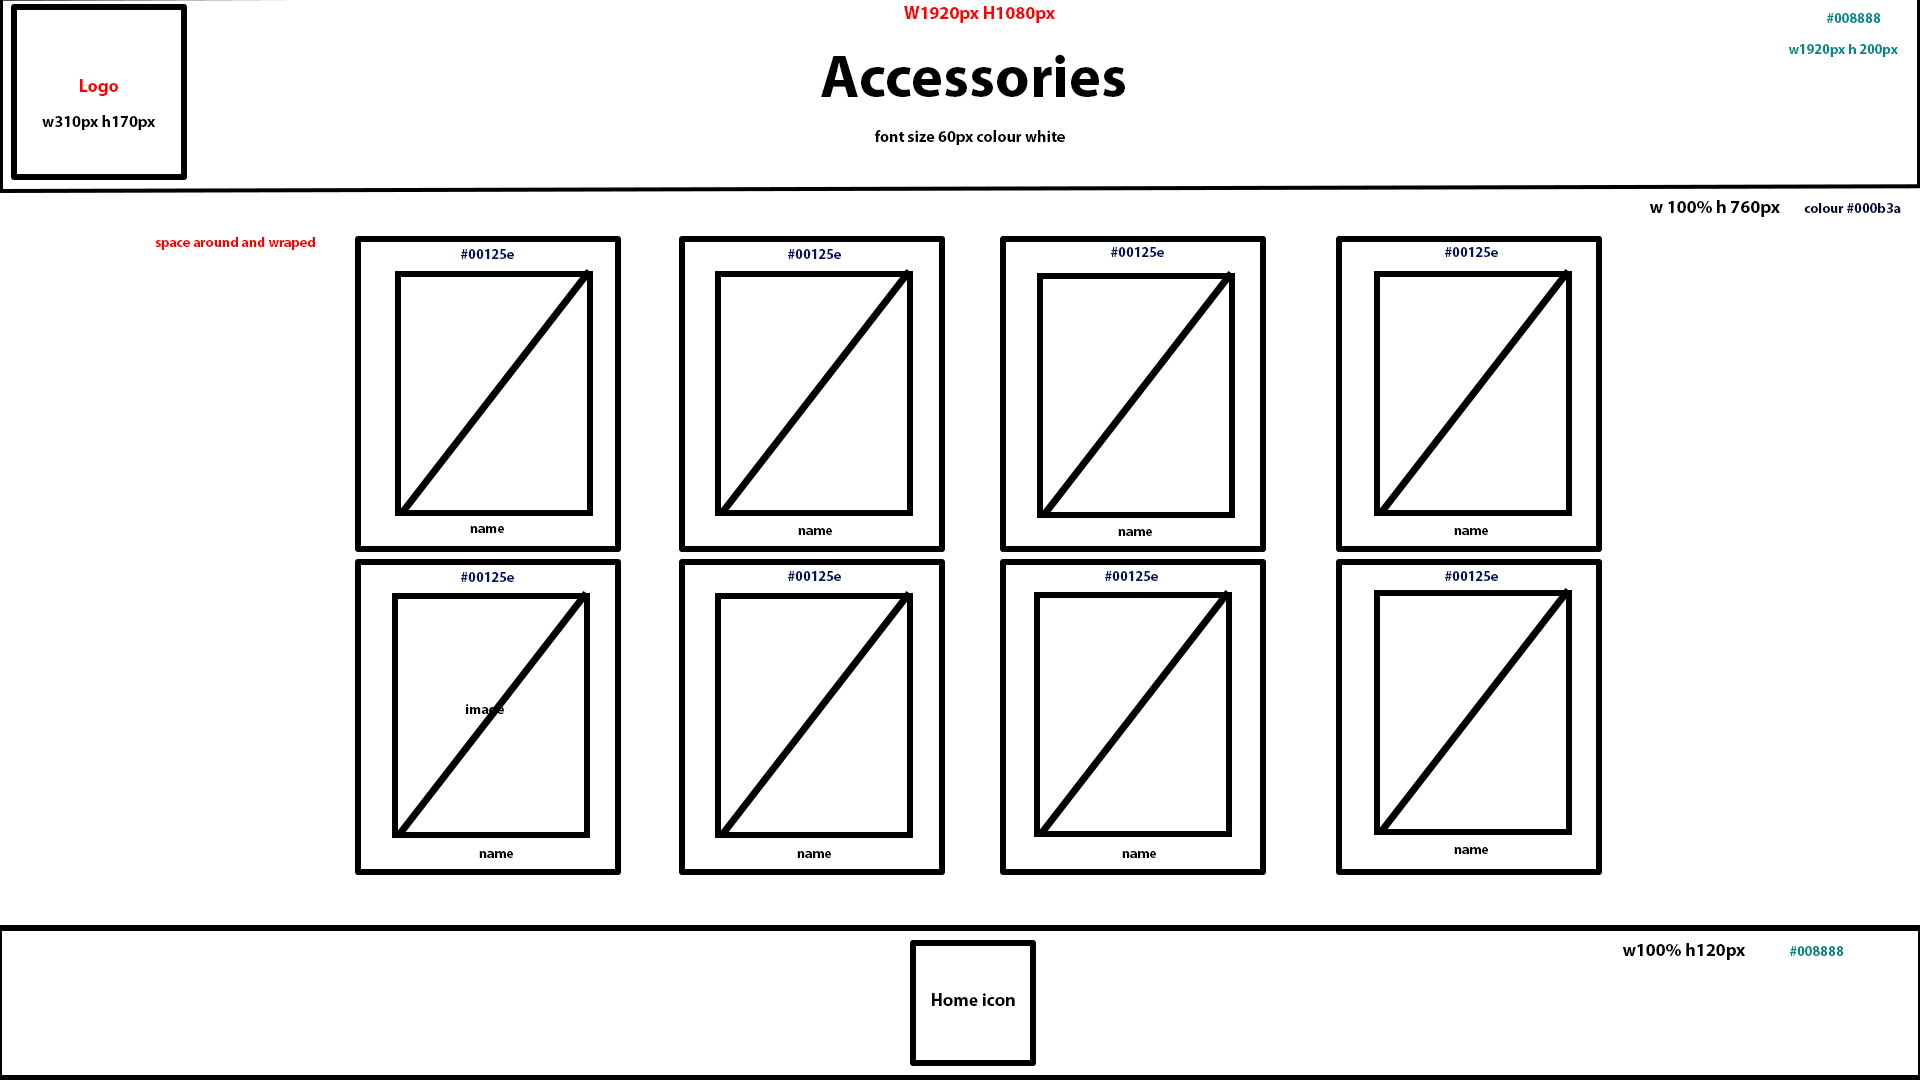 W1920px H1080px
#008888
w1920px h 200px
Logo
w310px h170px
Accessories
font size 60px colour white
w 100% h 760px
colour #000b3a
space around and wraped
#00125e
#00125e
#00125e
#00125e
name
name
name
name
#00125e
#00125e
#00125e
#00125e
image
name
name
name
name
w100% h120px
#008888
Home icon